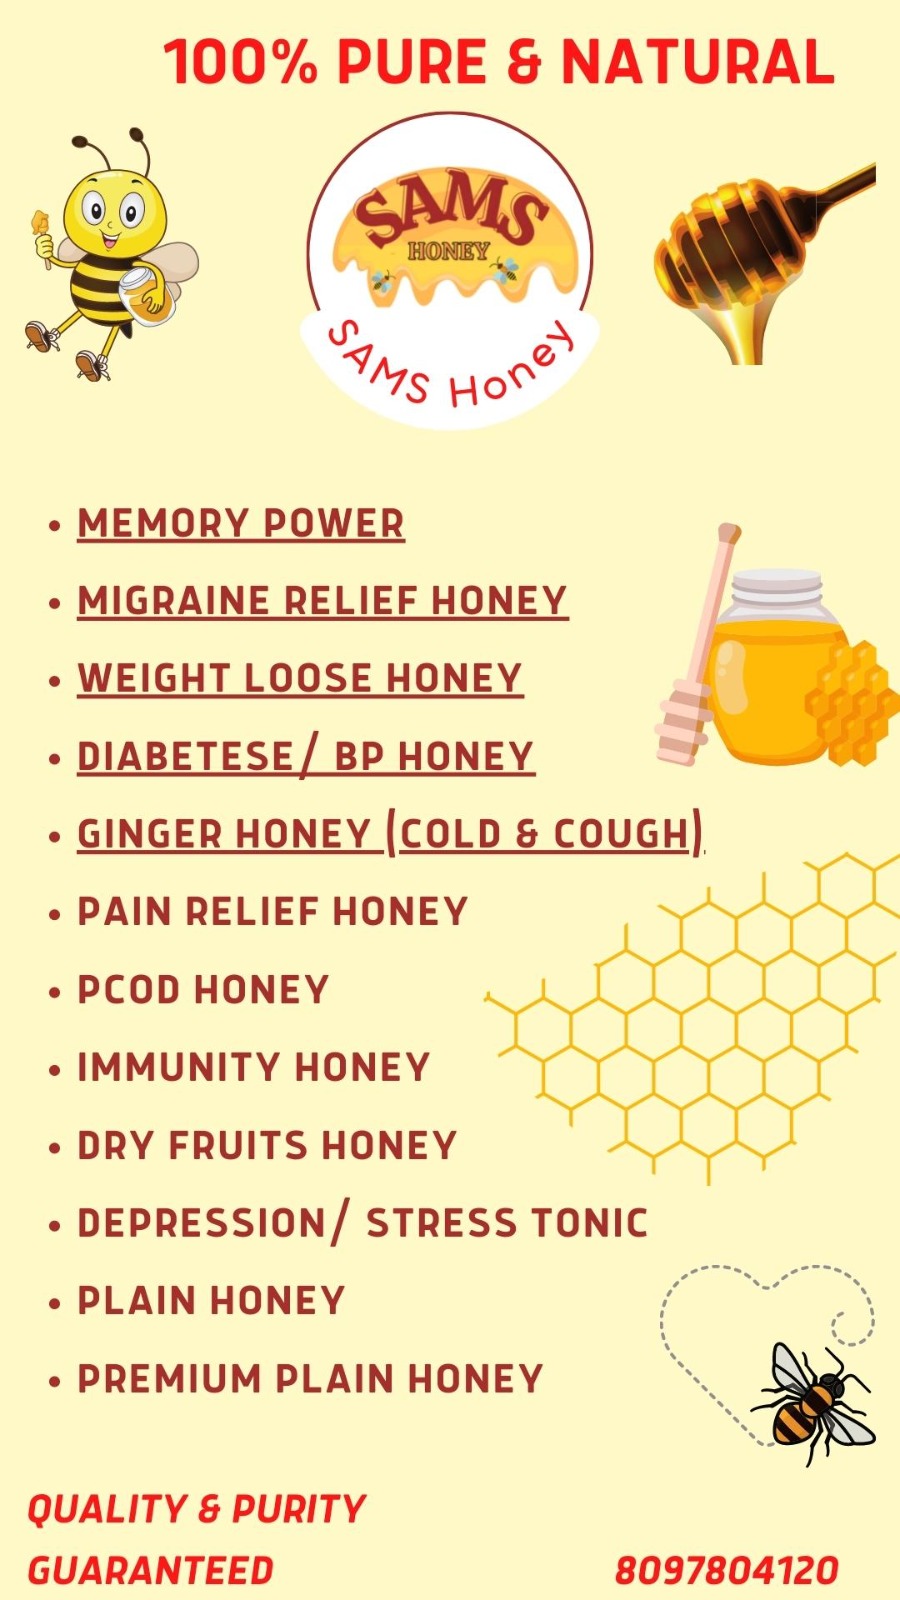 100% PURE & NATURAL
SAMS
HONEY
SAMS Honey
• MEMORY POWER
• MIGRAINE RELIEF HONEY
• WEIGHT LOOSE HONEY
• DIABETESE/ BP HONEY
• GINGER HONEY (COLD & COUGH)
• PAIN RELIEF HONEY
• PCOD HONEY
• IMMUNITY HONEY
• DRY FRUITS HONEY
• DEPRESSION/ STRESS TONIC
• PLAIN HONEY
• PREMIUM PLAIN HONEY
QUALITY & PURITY
GUARANTEED
8097804120